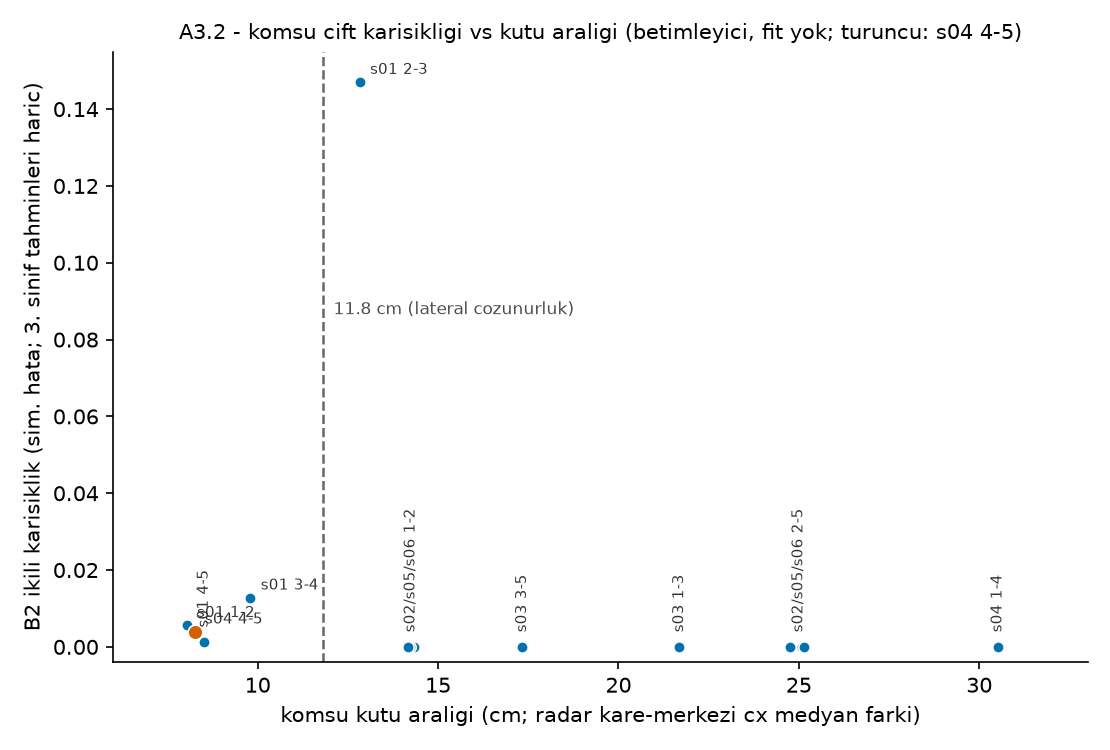 A3.2 - komsu cift karisikligi vs kutu araligi (betimleyici, fit yok; turuncu: s04 4-5)
B2 ikili karisiklik (sim. hata; 3. sinif tahminleri haric)
0.14
0.12
0.10
0.08
0.06
0.04
0.02
0.00
s01 2-3
11.8 cm (lateral cozunurluk)
s01 3-4
s01 4-5
s01 1-2
s04 4-5
s02/s05/s06 1-2
s03 3-5
s03 1-3
s02/s05/s06 2-5
s04 1-4
10
15
20
25
30
komsu kutu araligi (cm; radar kare-merkezi cx medyan farki)